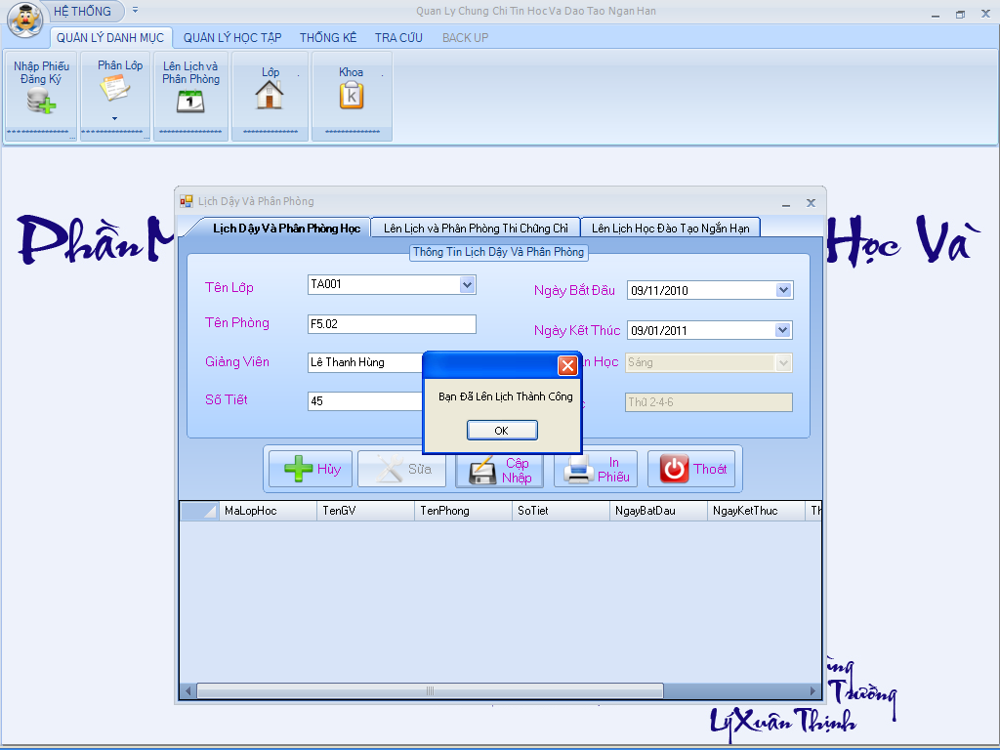 HỆ THỐNG
Quan Ly Chung Chi Tin Hoc Va Dao Tao Ngan Han
QUẢN LÝ DANH MỤC
QUẢN LÝ HỌC TẬP
THỐNG KÊ
TRA CỨU
BACK UP
Nhập Phiếu
Đăng Ký
Phân Lớp
Lên Lịch và
Phân Phòng
Lớp
Khoa
Phần M
Học Và
Lịch Dậy Và Phân Phòng
Lịch Dậy Và Phân Phòng Học
Lên Lịch và Phân Phòng Thi Chứng Chỉ
Lên Lịch Học Đào Tạo Ngắn Hạn
Thông Tin Lịch Dậy Và Phân Phòng
Tên Lớp
TA001
Ngày Bắt Đầu
09/11/2010
Tên Phòng
F5.02
Ngày Kết Thúc
09/01/2011
Giảng Viên
Lê Thanh Hùng
n Học
Sáng
Số Tiết
45
c
Thứ 2-4-6
Bạn Đã Lên Lịch Thành Công
OK
Hủy
Sửa
Cập
Nhập
In
Phiếu
Thoát
MaLopHoc
TenGV
TenPhong
SoTiet
NgayBatDau
NgayKetThuc
Th
Trường
Lý Xuân Thịnh